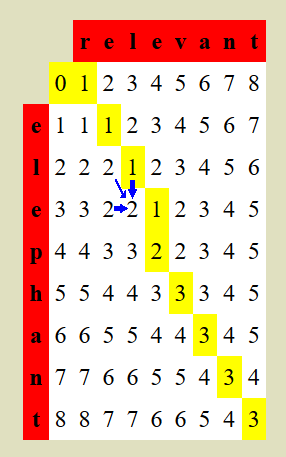 r e l e v a n t
0 1 2 3 4 5 6 7 8
e 1 1 1 2 3 4 5 6 7
l 2 2 2 1 2 3 4 5 6
e 3 3 2 2 1 2 3 4 5
p 4 4 3 3 2 2 3 4 5
h 5 5 4 4 3 3 3 4 5
a 6 6 5 5 4 4 3 4 5
n 7 7 6 6 5 5 4 3 4
t 8 8 7 7 6 6 5 4 3